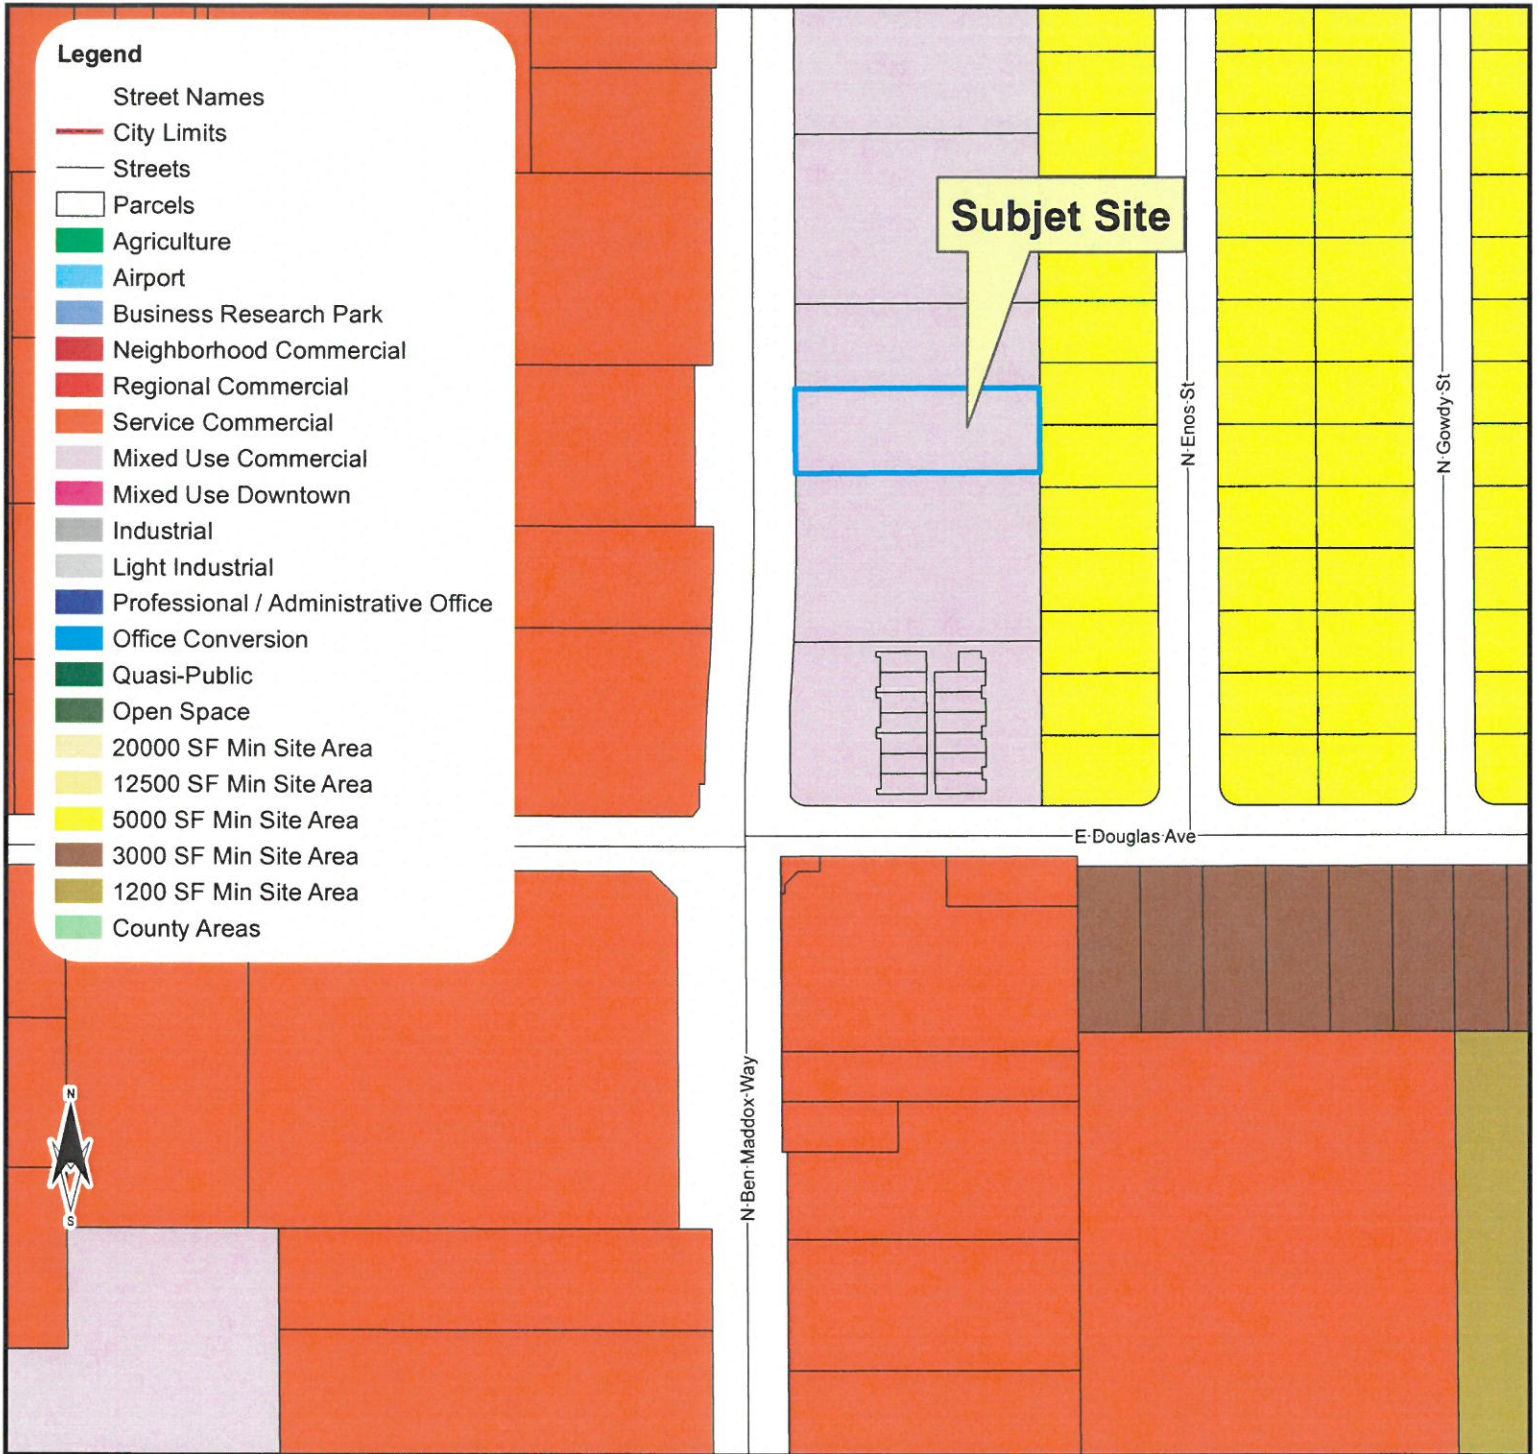 Legend
Street Names
City Limits
Streets
Parcels
Agriculture
Airport
Business Research Park
Neighborhood Commercial
Regional Commercial
Service Commercial
Mixed Use Commercial
Mixed Use Downtown
Industrial
Light Industrial
Professional / Administrative Office
Office Conversion
Quasi-Public
Open Space
20000 SF Min Site Area
12500 SF Min Site Area
5000 SF Min Site Area
3000 SF Min Site Area
1200 SF Min Site Area
County Areas
Subjet Site
N Enos St
N Gowdy St
E Douglas Ave
N Ben Maddox Way
N
S